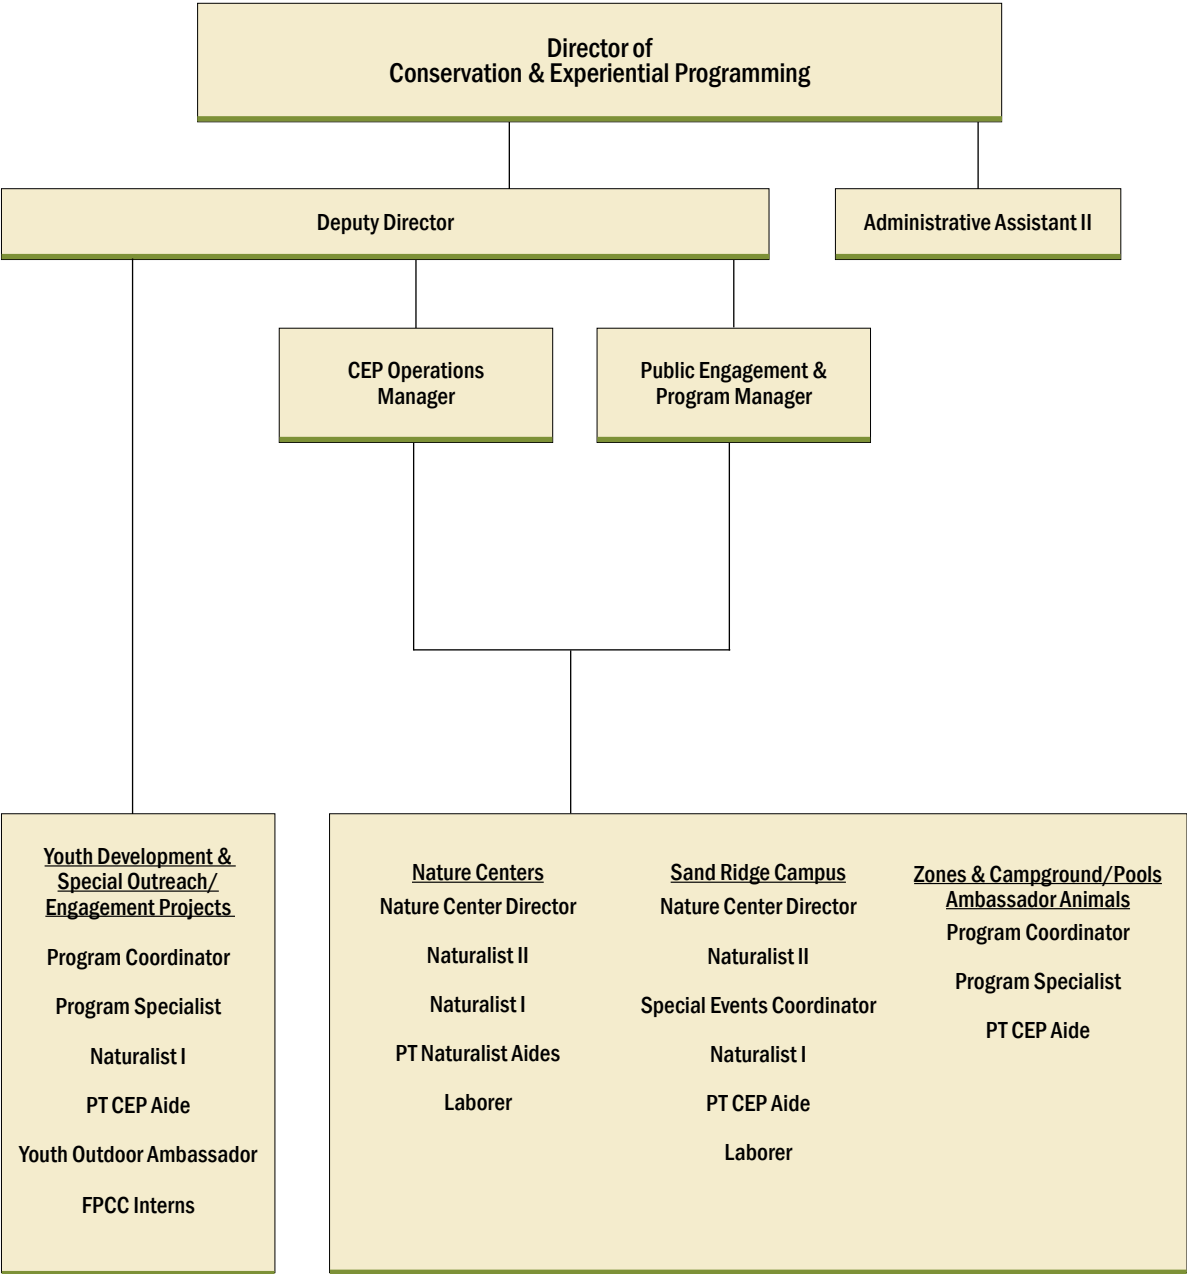 Director of
Conservation & Experiential Programming
Deputy Director
Administrative Assistant II
CEP Operations
Manager
Public Engagement &
Program Manager
Youth Development &
Special Outreach/
Engagement Projects
Program Coordinator
Program Specialist
Naturalist I
PT CEP Aide
Youth Outdoor Ambassador
FPCC Interns
Nature Centers
Nature Center Director
Naturalist II
Naturalist I
PT Naturalist Aides
Laborer
Sand Ridge Campus
Nature Center Director
Naturalist II
Special Events Coordinator
Naturalist I
PT CEP Aide
Laborer
Zones & Campground/Pools
Ambassador Animals
Program Coordinator
Program Specialist
PT CEP Aide